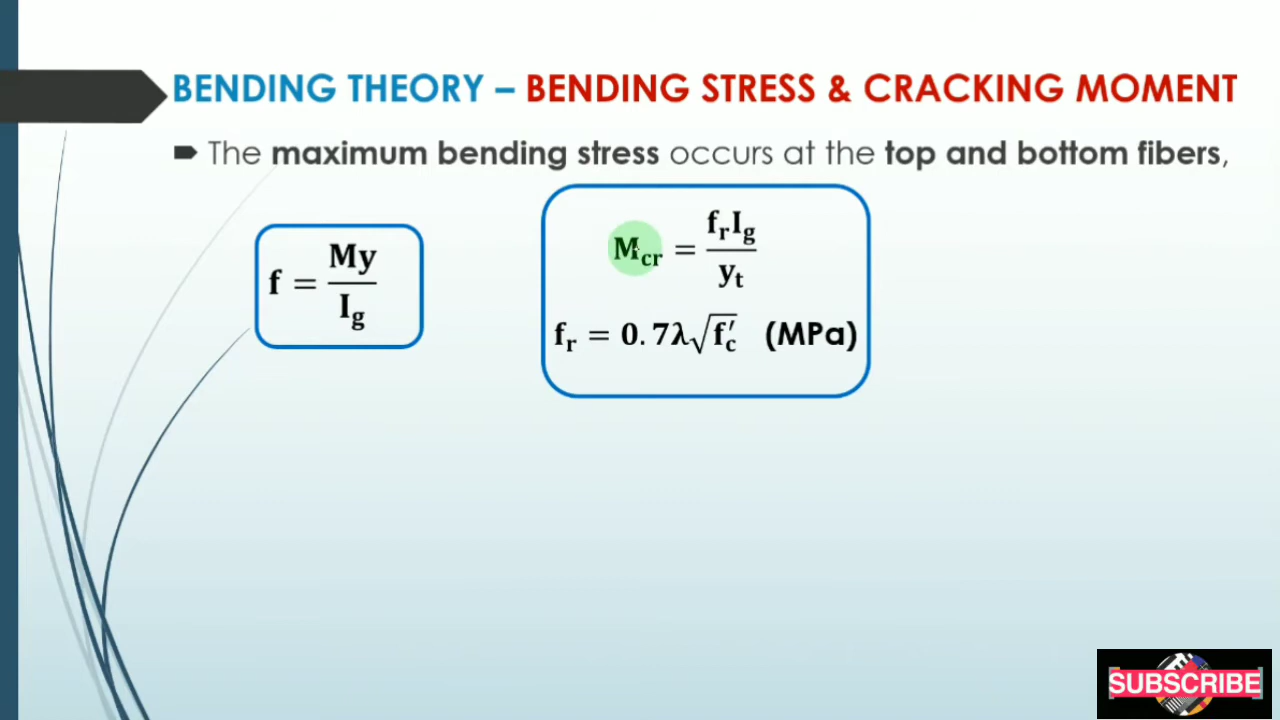 BENDING THEORY – BENDING STRESS & CRACKING MOMENT
The maximum bending stress occurs at the top and bottom fibers,
f = My / I_g
M_cr = f_r I_g / y_t
f_r = 0.7λ√f′_c (MPa)
SUBSCRIBE